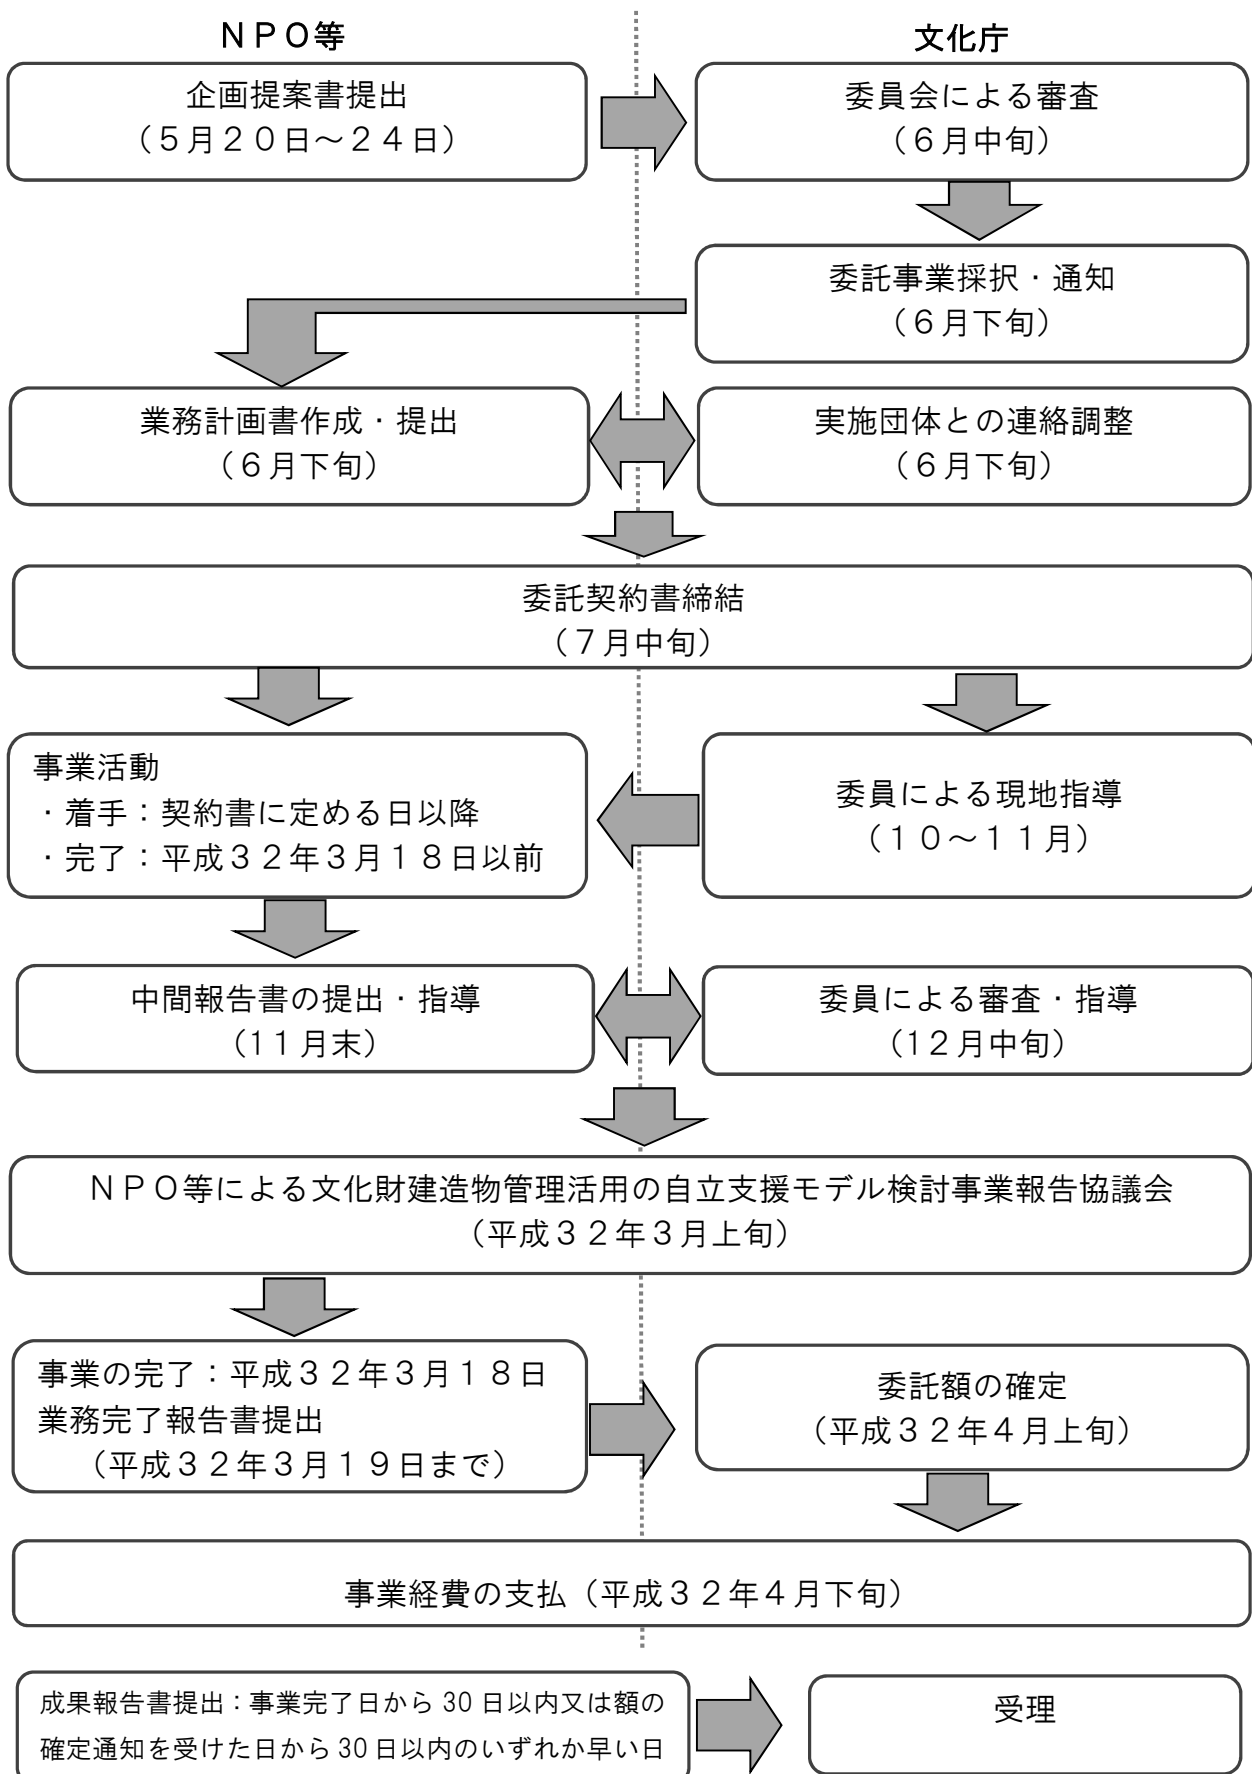 ＮＰＯ等
文化庁
企画提案書提出
（５月２０日～２４日）
委員会による審査
（６月中旬）
委託事業採択・通知
（６月下旬）
業務計画書作成・提出
（６月下旬）
実施団体との連絡調整
（６月下旬）
委託契約書締結
（７月中旬）
事業活動
・着手：契約書に定める日以降
・完了：平成３２年３月１８日以前
委員による現地指導
（１０～１１月）
中間報告書の提出・指導
（１１月末）
委員による審査・指導
（１２月中旬）
ＮＰＯ等による文化財建造物管理活用の自立支援モデル検討事業報告協議会
（平成３２年３月上旬）
事業の完了：平成３２年３月１８日
業務完了報告書提出
（平成３２年３月１９日まで）
委託額の確定
（平成３２年４月上旬）
事業経費の支払（平成３２年４月下旬）
成果報告書提出：事業完了日から 30 日以内又は額の
確定通知を受けた日から 30 日以内のいずれか早い日
受理